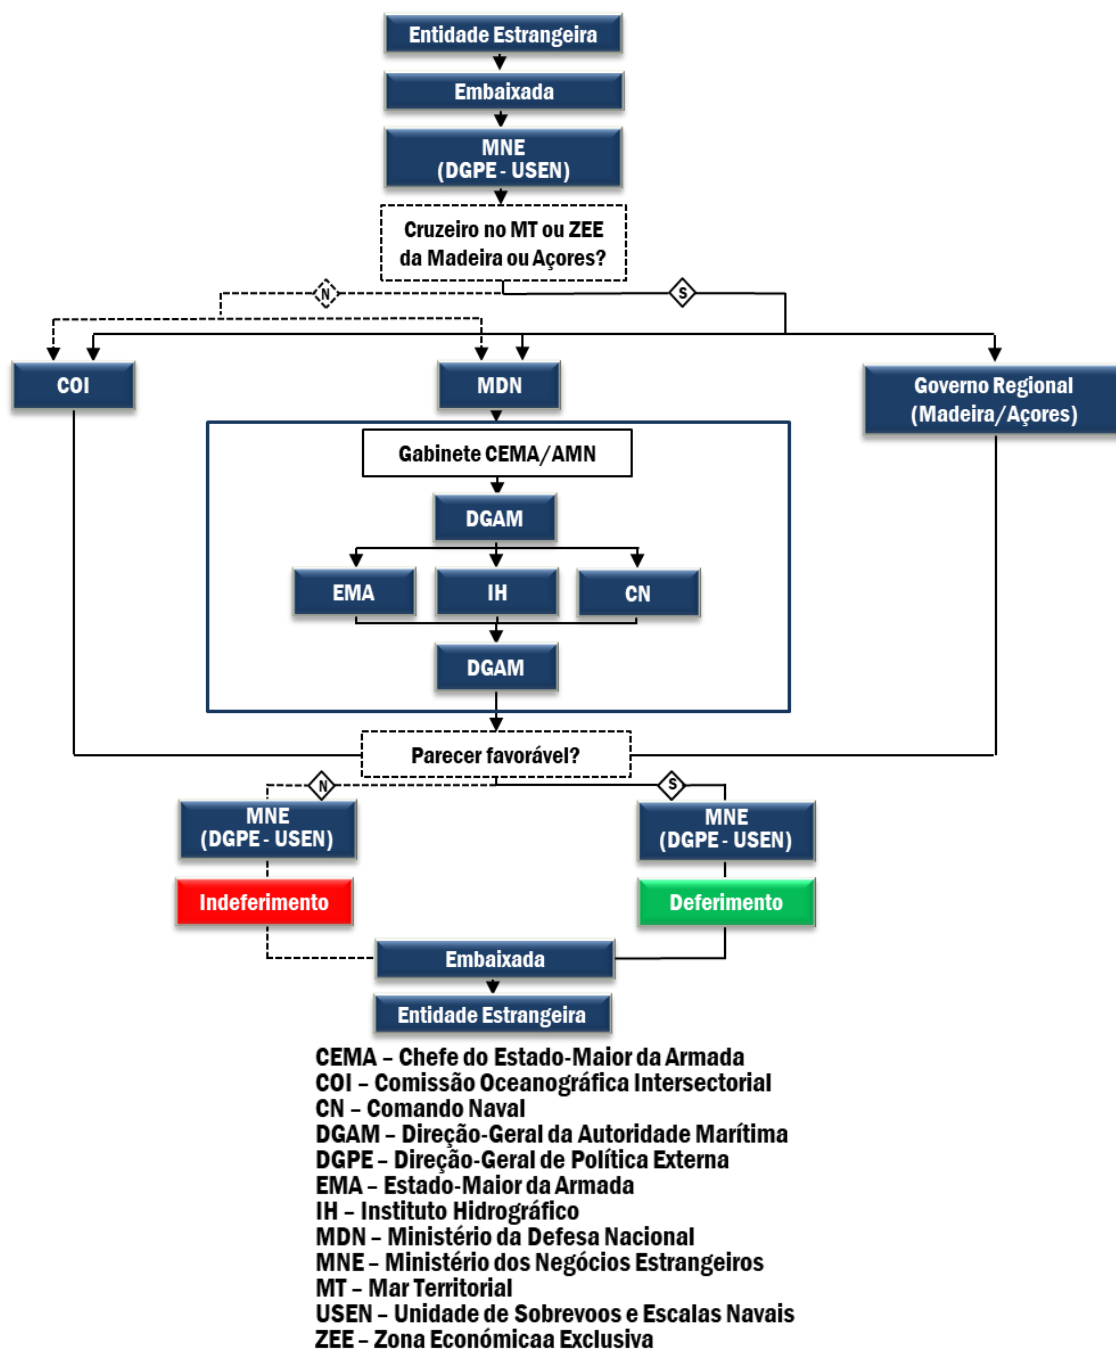 Entidade Estrangeira
Embaixada
MNE
(DGPE - USEN)
Cruzeiro no MT ou ZEE
da Madeira ou Açores?
N
S
COI
MDN
Governo Regional
(Madeira/Açores)
Gabinete CEMA/AMN
DGAM
EMA
IH
CN
DGAM
Parecer favorável?
N
S
MNE
(DGPE - USEN)
MNE
(DGPE - USEN)
Indeferimento
Deferimento
Embaixada
Entidade Estrangeira
CEMA – Chefe do Estado-Maior da Armada
COI – Comissão Oceanográfica Intersectorial
CN – Comando Naval
DGAM – Direção-Geral da Autoridade Marítima
DGPE – Direção-Geral de Política Externa
EMA – Estado-Maior da Armada
IH – Instituto Hidrográfico
MDN – Ministério da Defesa Nacional
MNE – Ministério dos Negócios Estrangeiros
MT – Mar Territorial
USEN – Unidade de Sobrevoos e Escalas Navais
ZEE – Zona Económicaa Exclusiva